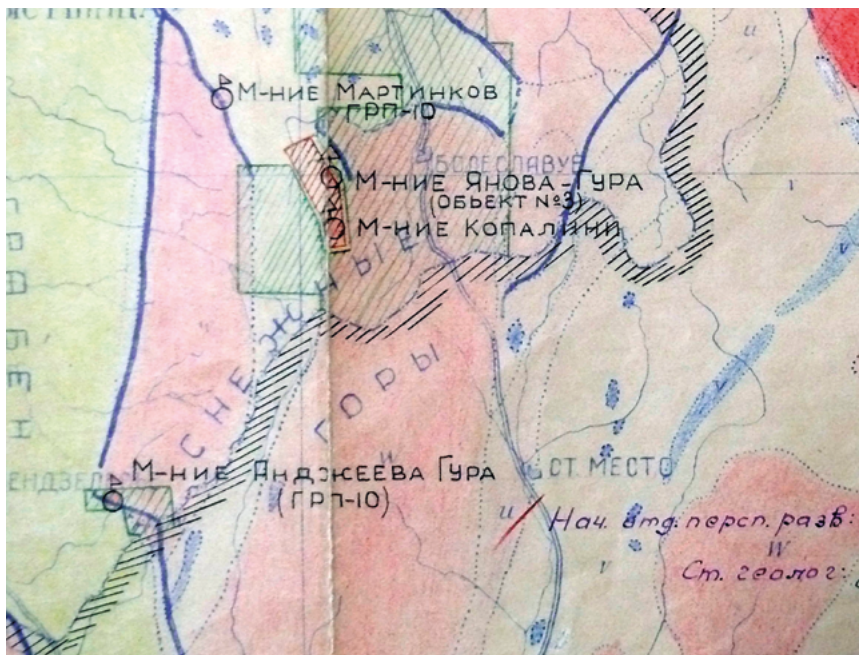 М-ние Мартинков
ГРП-10
БОЛЕСЛАВУВ
М-ние Янова-Гура
(объект №3)
М-ние Копалини
СНЕЖНЫЕ
ГОРЫ
ГРАБЕН
М-ние Анджеева Гура
(ГРП-10)
СТ. МЕСТО
Нач. отд. персп. разв:
Ст. геолог:
u
v
v
v
u
W
W
v
v